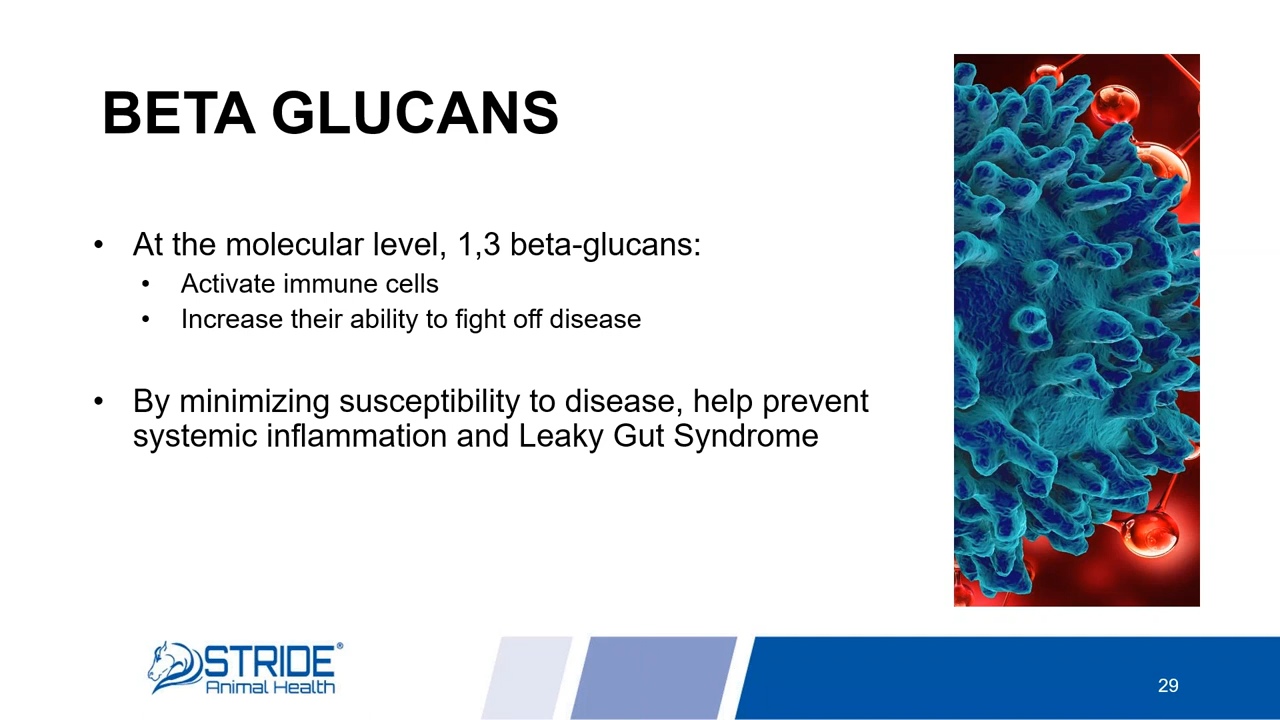 BETA GLUCANS
• At the molecular level, 1,3 beta-glucans:
• Activate immune cells
• Increase their ability to fight off disease
• By minimizing susceptibility to disease, help prevent
systemic inflammation and Leaky Gut Syndrome
STRIDE®
Animal Health
29